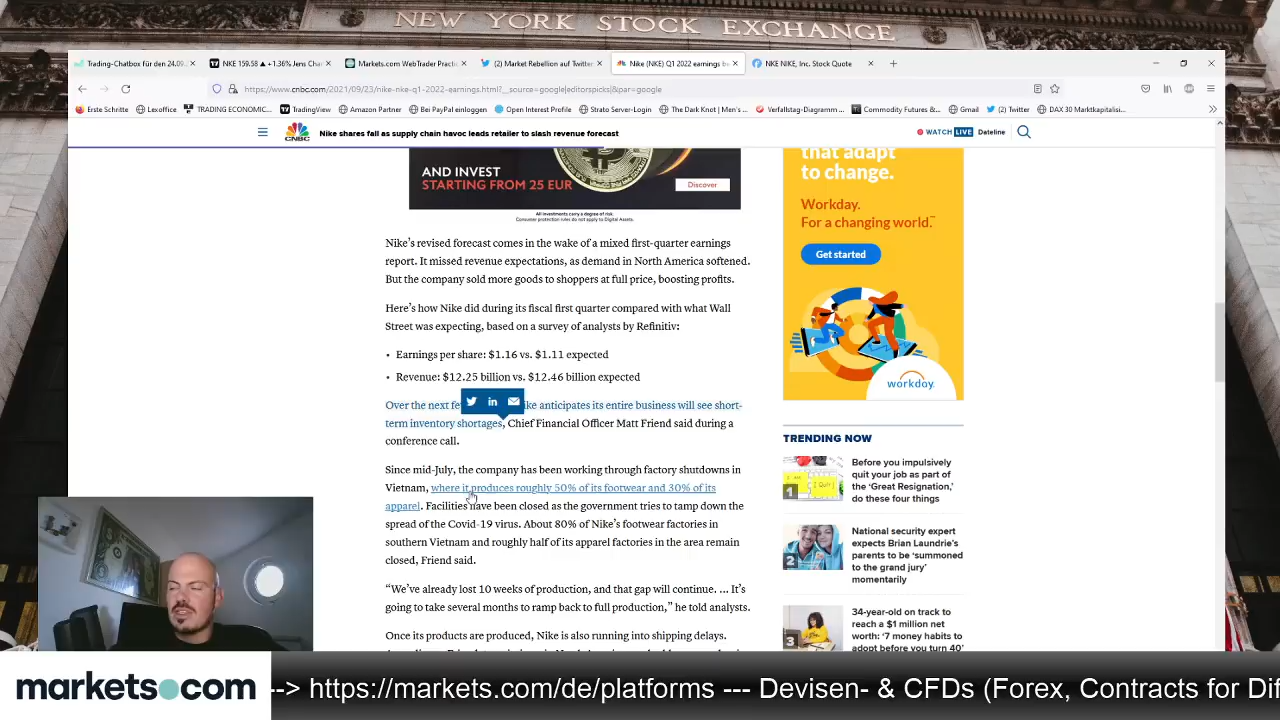 NEW YORK STOCK EXCHANGE
Trading-Chatbox für den 24.09.
NKE 159.58 ▲ +1.36% Jens Cha
Markets.com WebTrader Practi
(2) Market Rebellion auf Twitter
Nike (NKE) Q1 2022 earnings b
NKE NIKE, Inc. Stock Quote
https://www.cnbc.com/2021/09/23/nike-nke-q1-2022-earnings.html?__source=google|editorspicks|&par=google
Erste Schritte
Lexoffice
TRADING ECONOMIC...
TradingView
Amazon Partner
Bei PayPal einloggen
Open Interest Profile
Strato Server-Login
The Dark Knot | Men's ...
Verfallstag-Diagramm ...
Commodity Futures &...
Gmail
Twitter
DAX 30 Marktkapitalisi...
CNBC
Nike shares fall as supply chain havoc leads retailer to slash revenue forecast
WATCH LIVE Dateline
AND INVEST
STARTING FROM 25 EUR
Discover
All investments carry a degree of risk
Consumer protection rules do not apply to Digital Assets.
Nike's revised forecast comes in the wake of a mixed first-quarter earnings
report. It missed revenue expectations, as demand in North America softened.
But the company sold more goods to shoppers at full price, boosting profits.
Here's how Nike did during its fiscal first quarter compared with what Wall
Street was expecting, based on a survey of analysts by Refinitiv:
• Earnings per share: $1.16 vs. $1.11 expected
• Revenue: $12.25 billion vs. $12.46 billion expected
Over the next fe ike anticipates its entire business will see short-
term inventory shortages, Chief Financial Officer Matt Friend said during a
conference call.
Since mid-July, the company has been working through factory shutdowns in
Vietnam, where it produces roughly 50% of its footwear and 30% of its
apparel. Facilities have been closed as the government tries to tamp down the
spread of the Covid-19 virus. About 80% of Nike's footwear factories in
southern Vietnam and roughly half of its apparel factories in the area remain
closed, Friend said.
"We've already lost 10 weeks of production, and that gap will continue. ... It's
going to take several months to ramp back to full production," he told analysts.
Once its products are produced, Nike is also running into shipping delays.
that adapt
to change.
Workday.
For a changing world.™
Get started
workday.
TRENDING NOW
1
Before you impulsively
quit your job as part of
the 'Great Resignation,'
do these four things
2
National security expert
expects Brian Laundrie's
parents to be 'summoned
to the grand jury'
momentarily
3
34-year-old on track to
reach a $1 million net
worth: '7 money habits to
adopt before you turn 40'
markets.com
--> https://markets.com/de/platforms --- Devisen- & CFDs (Forex, Contracts for Dif